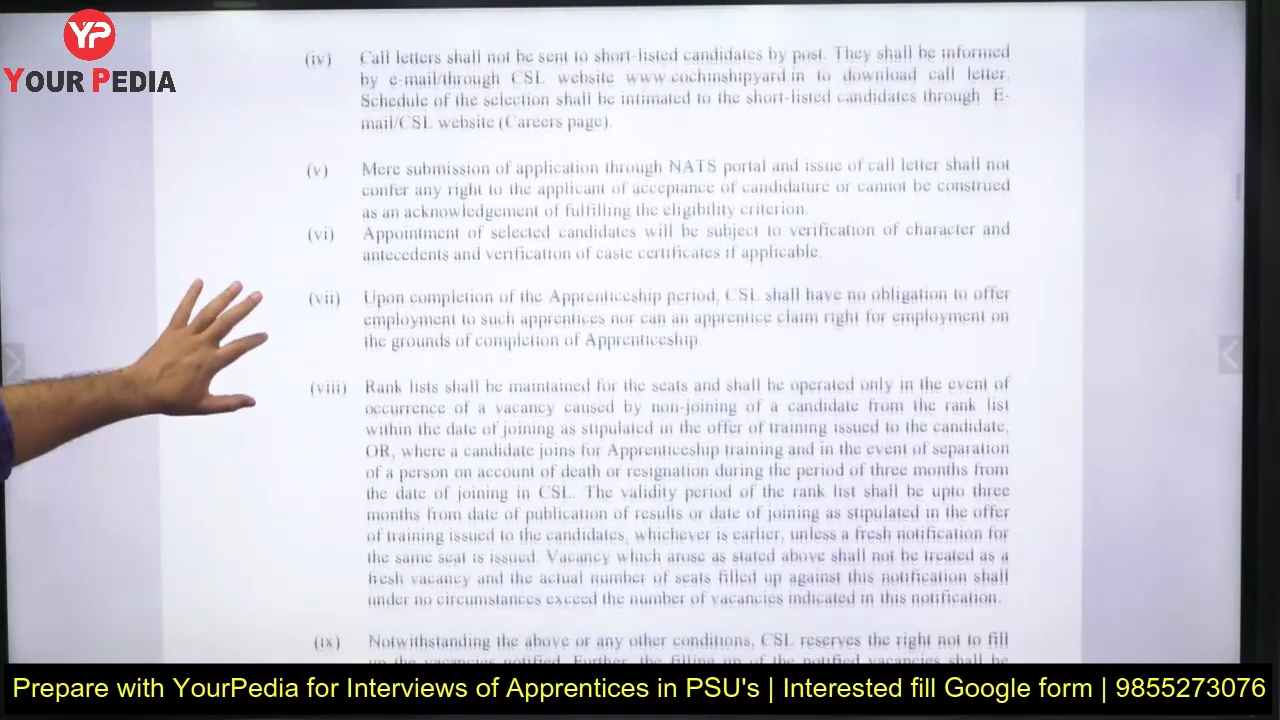 YP
YOUR PEDIA
(iv) Call letters shall not be sent to short-listed candidates by post. They shall be informed
by e-mail/through CSL website www.cochinshipyard.in to download call letter.
Schedule of the selection shall be intimated to the short-listed candidates through E-
mail/CSL website (Careers page).
(v) Mere submission of application through NATS portal and issue of call letter shall not
confer any right to the applicant of acceptance of candidature or cannot be construed
as an acknowledgement of fulfilling the eligibility criterion.
(vi) Appointment of selected candidates will be subject to verification of character and
antecedents and verification of caste certificates if applicable.
(vii) Upon completion of the Apprenticeship period, CSL shall have no obligation to offer
employment to such apprentices nor can an apprentice claim right for employment on
the grounds of completion of Apprenticeship.
(viii) Rank lists shall be maintained for the seats and shall be operated only in the event of
occurrence of a vacancy caused by non-joining of a candidate from the rank list
within the date of joining as stipulated in the offer of training issued to the candidate,
OR, where a candidate joins for Apprenticeship training and in the event of separation
of a person on account of death or resignation during the period of three months from
the date of joining in CSL. The validity period of the rank list shall be upto three
months from date of publication of results or date of joining as stipulated in the offer
of training issued to the candidates, whichever is earlier, unless a fresh notification for
the same seat is issued. Vacancy which arose as stated above shall not be treated as a
fresh vacancy and the actual number of seats filled up against this notification shall
under no circumstances exceed the number of vacancies indicated in this notification.
(ix) Notwithstanding the above or any other conditions, CSL reserves the right not to fill
up the vacancies notified. Further, the filling up of the notified vacancies shall be
Prepare with YourPedia for Interviews of Apprentices in PSU's | Interested fill Google form | 9855273076